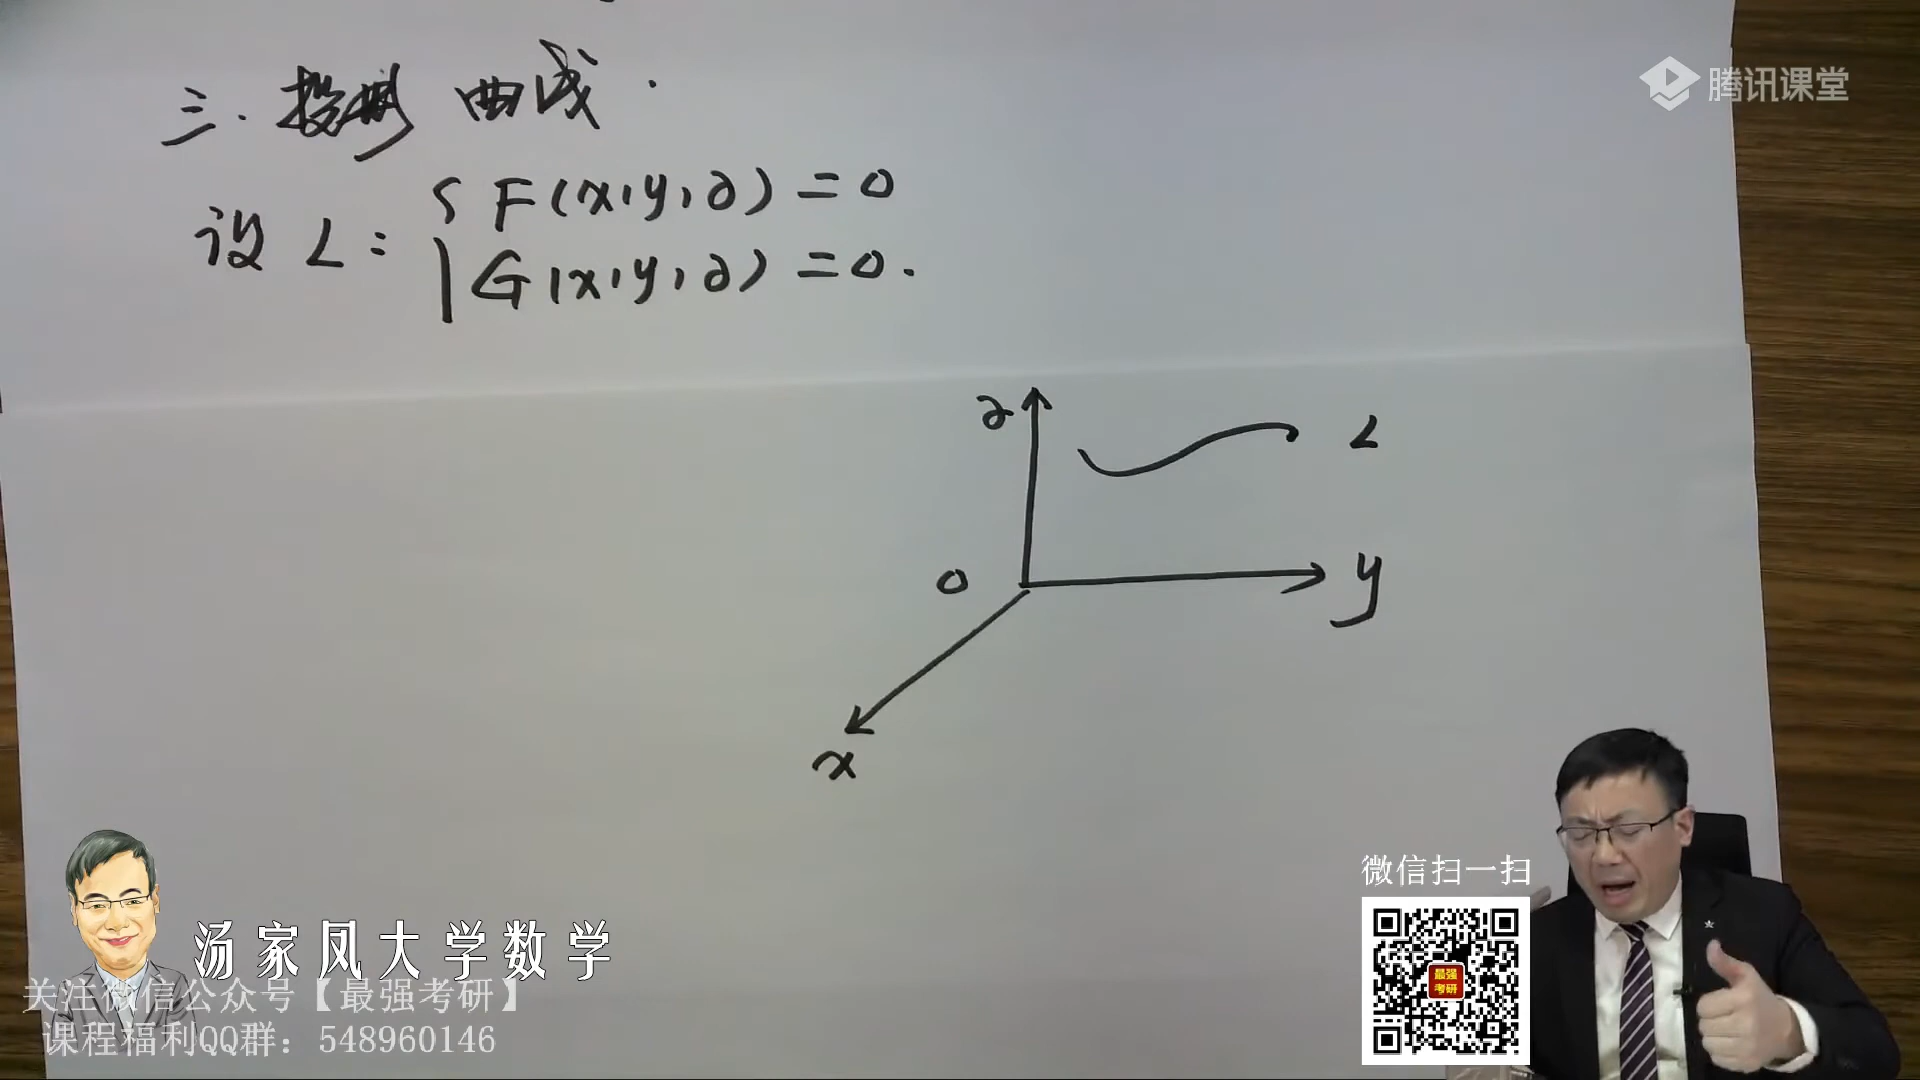 腾讯课堂
三. 投影 曲线.
设 L: { F(x,y,z) = 0
G(x,y,z) = 0.
z
L
0
y
x
微信扫一扫
最强
考研
汤家凤大学数学
关注微信公众号【最强考研】
课程福利QQ群：548960146